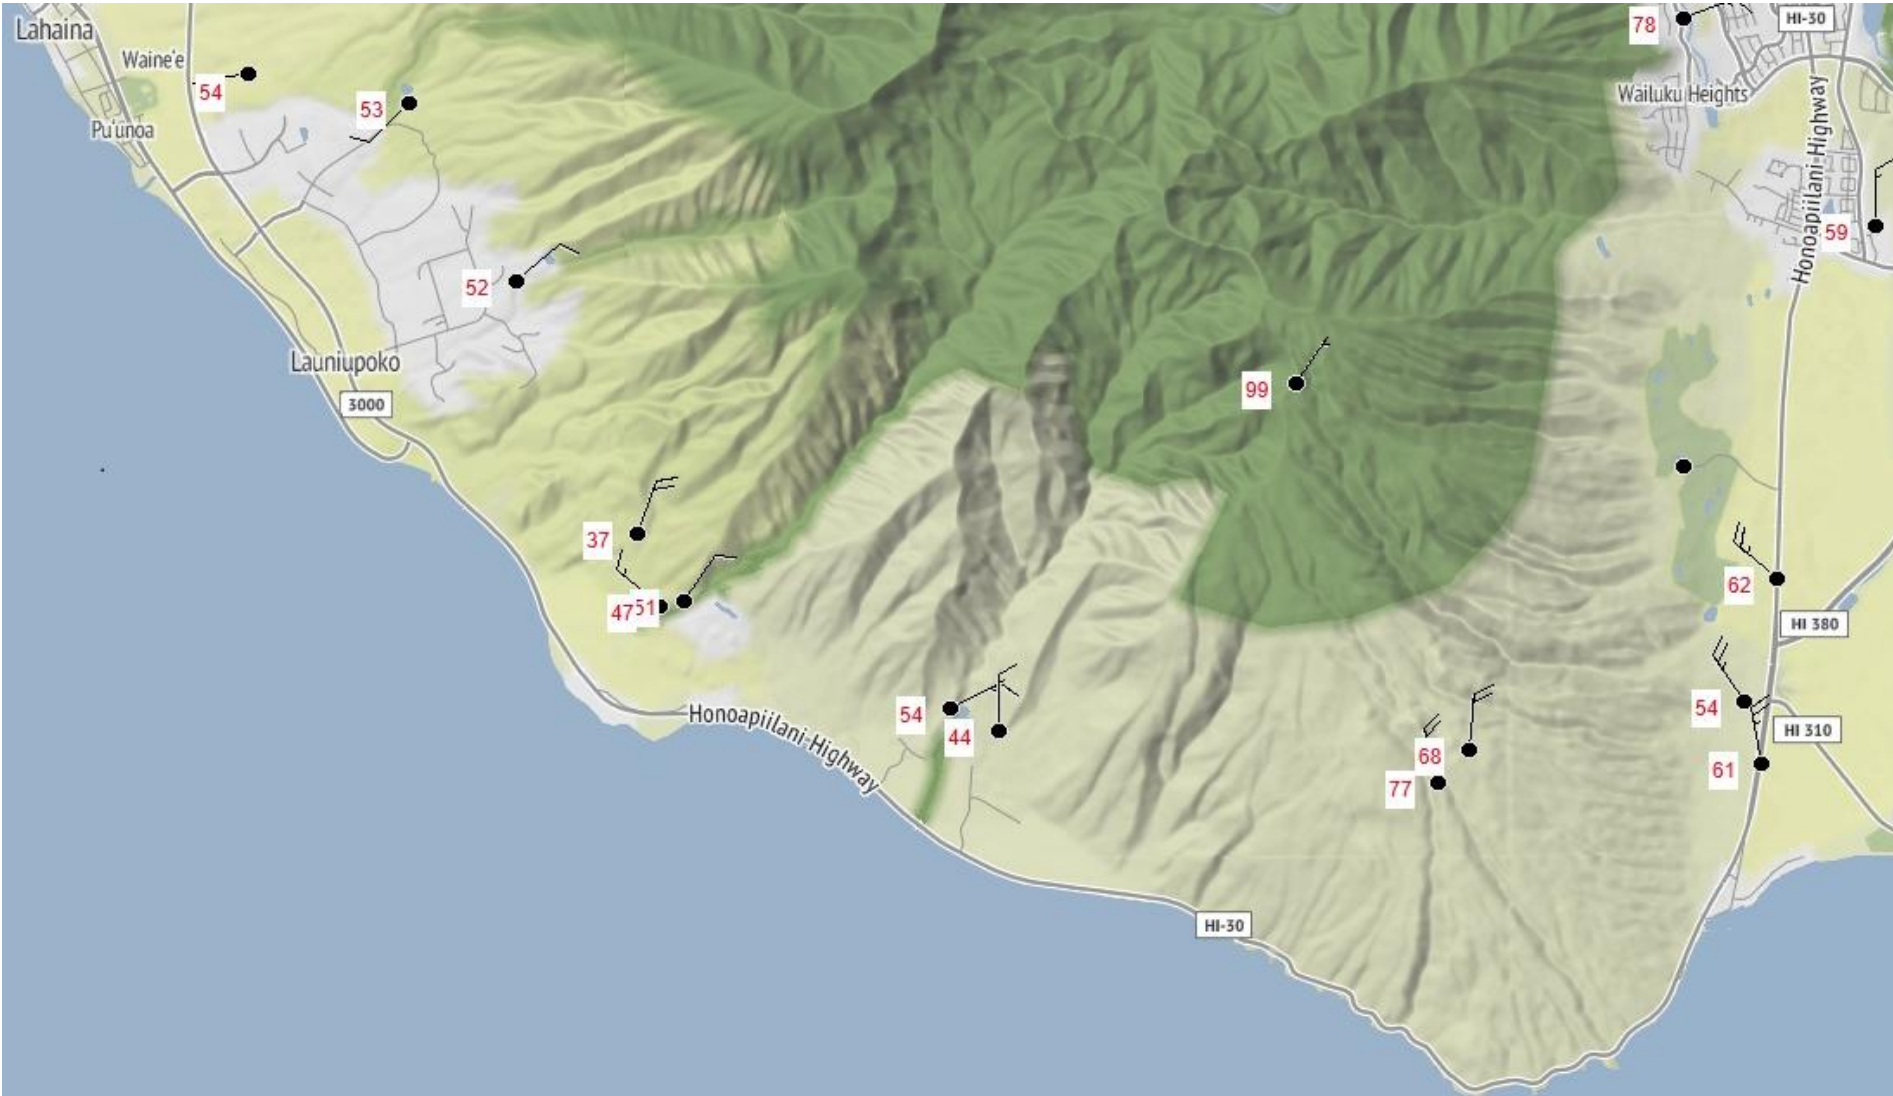 Lahaina
78
HI-30
Waine'e
54
53
Wailuku Heights
Pu'unoa
Honoapiilani-Highway
59
52
Launiupoko
99
3000
37
62
47
51
HI 380
54
Honoapiilani-Highway
44
68
77
54
HI 310
61
HI-30